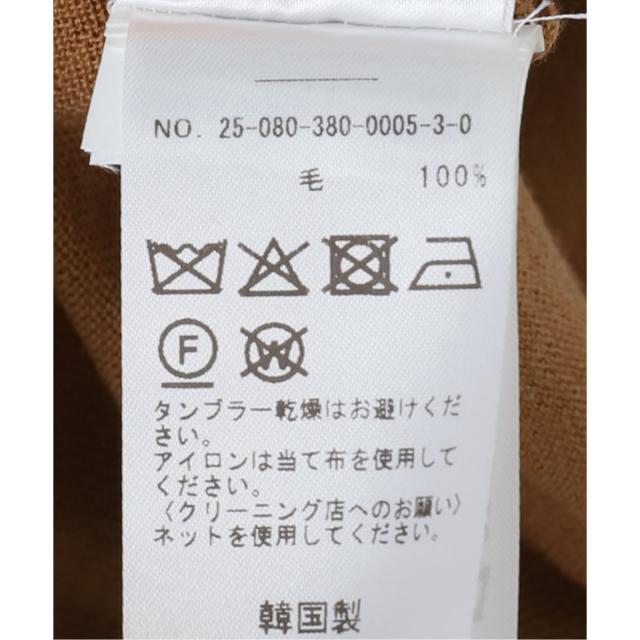 NO. 25-080-380-0005-3-0
毛 100%
F
W
タンブラー乾燥はお避けくだ
さい。
アイロンは当て布を使用して
ください。
〈クリーニング店へのお願い〉
ネットを使用してください。
韓国製